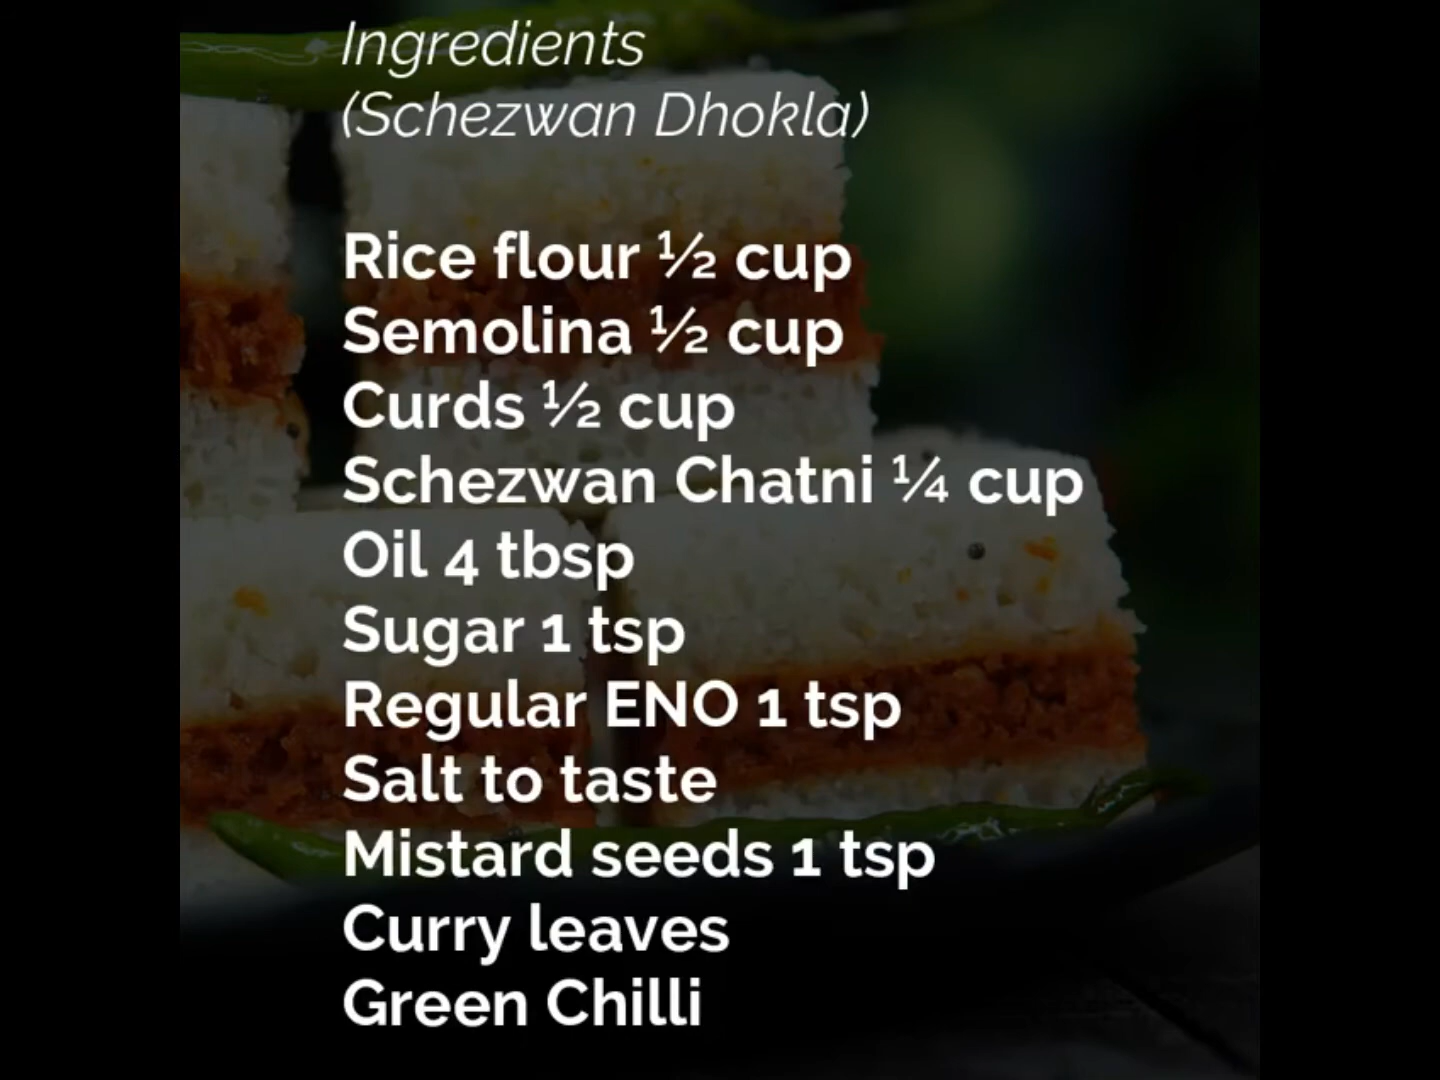 Ingredients
(Schezwan Dhokla)
Rice flour ½ cup
Semolina ½ cup
Curds ½ cup
Schezwan Chatni ¼ cup
Oil 4 tbsp
Sugar 1 tsp
Regular ENO 1 tsp
Salt to taste
Mistard seeds 1 tsp
Curry leaves
Green Chilli